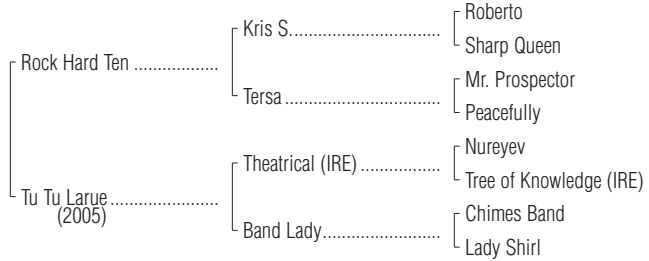 Roberto
Kris S.......................................
Sharp Queen
Rock Hard Ten ...................
Mr. Prospector
Tersa .......................................
Peacefully
Nureyev
Theatrical (IRE) ....................
Tree of Knowledge (IRE)
Tu Tu Larue.........................
(2005)
Chimes Band
Band Lady.............................
Lady Shirl